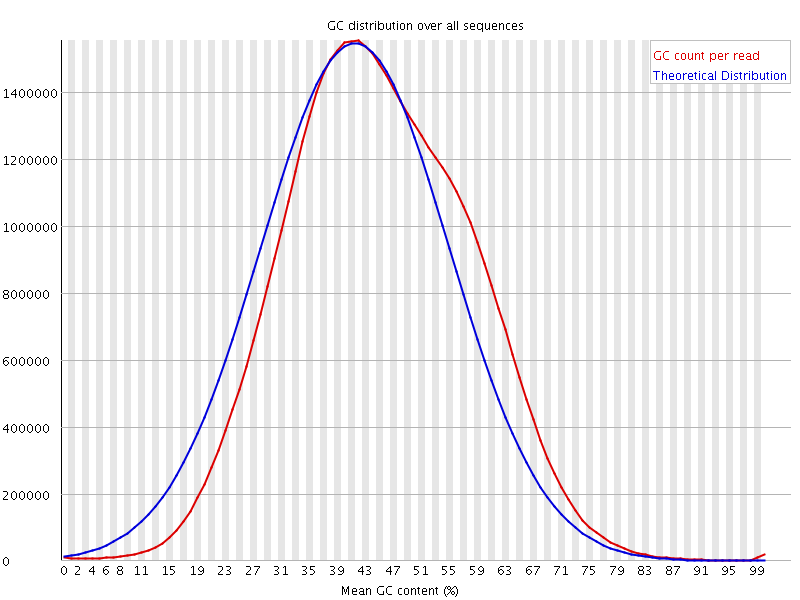 GC distribution over all sequences
GC count per read
Theoretical Distribution
1400000
1200000
1000000
800000
600000
400000
200000
0
0 2 4 6 8 11 15 19 23 27 31 35 39 43 47 51 55 59 63 67 71 75 79 83 87 91 95 99
Mean GC content (%)